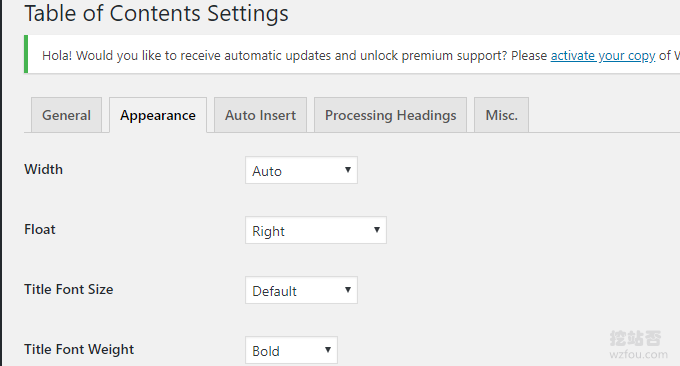 Table of Contents Settings
Hola! Would you like to receive automatic updates and unlock premium support? Please activate your copy of W
General Appearance Auto Insert Processing Headings Misc.
Width Auto
Float Right
Title Font Size Default
Title Font Weight Bold
挖站否
wzfou.com